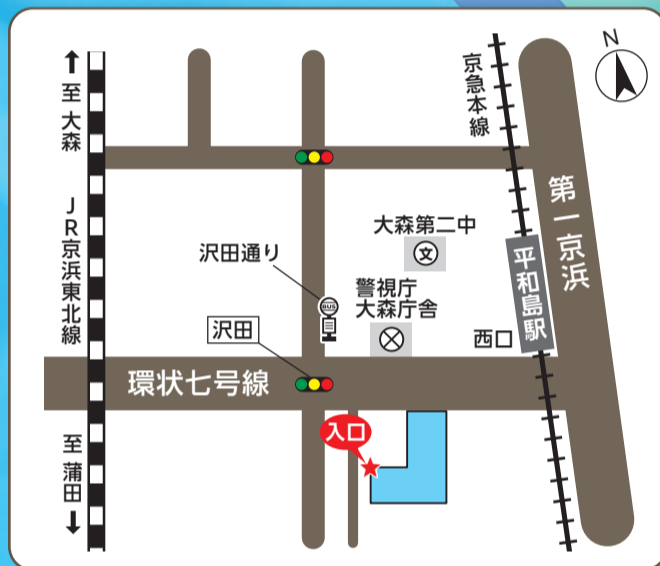 N
至 大森
京急本線
JR京浜東北線
第一京浜
大森第二中
文
沢田通り
BUS
警視庁
大森庁舎
平和島駅
沢田
西口
環状七号線
入口
至 蒲田